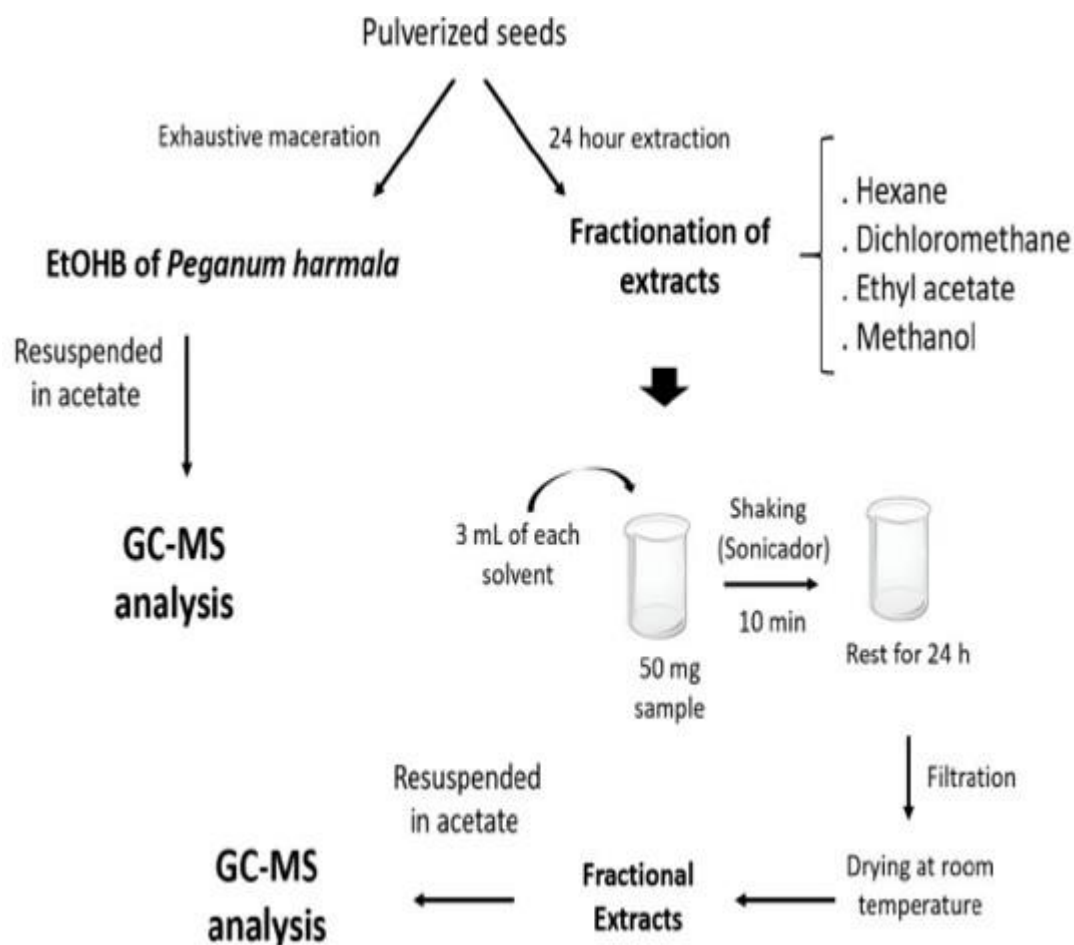 Pulverized seeds
Exhaustive maceration
24 hour extraction
EtOHB of Peganum harmala
Fractionation of
extracts
. Hexane
. Dichloromethane
. Ethyl acetate
. Methanol
Resuspended
in acetate
GC-MS
analysis
3 mL of each
solvent
50 mg
sample
Shaking
(Sonicador)
10 min
Rest for 24 h
Filtration
Drying at room
temperature
Fractional
Extracts
Resuspended
in acetate
GC-MS
analysis